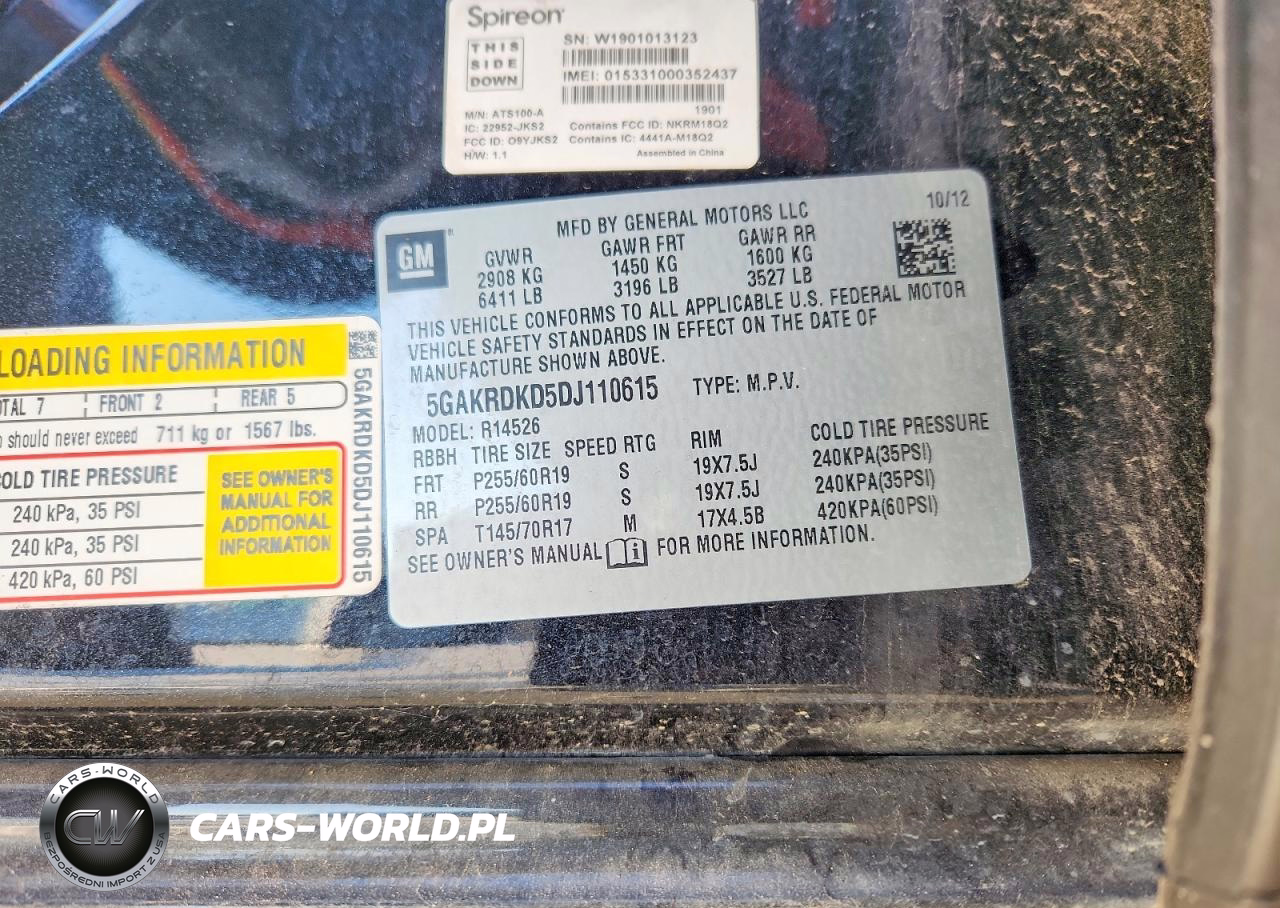 Spireon
THIS
SIDE
DOWN
SN: W1901013123
IMEI: 015331000352437
1901
M/N: ATS100-A
IC: 22952-JKS2
FCC ID: O9YJKS2
H/W: 1.1
Contains FCC ID: NKRM18Q2
Contains IC: 4441A-M18Q2
Assembled in China
10/12
MFD BY GENERAL MOTORS LLC
GM
GVWR GAWR FRT GAWR RR
2908 KG 1450 KG 1600 KG
6411 LB 3196 LB 3527 LB
THIS VEHICLE CONFORMS TO ALL APPLICABLE U.S. FEDERAL MOTOR
VEHICLE SAFETY STANDARDS IN EFFECT ON THE DATE OF
MANUFACTURE SHOWN ABOVE.
5GAKRDKD5DJ110615 TYPE: M.P.V.
MODEL: R14526
RBBH TIRE SIZE SPEED RTG RIM COLD TIRE PRESSURE
FRT P255/60R19 S 19X7.5J 240KPA(35PSI)
RR P255/60R19 S 19X7.5J 240KPA(35PSI)
SPA T145/70R17 M 17X4.5B 420KPA(60PSI)
SEE OWNER'S MANUAL FOR MORE INFORMATION.
LOADING INFORMATION
TOTAL 7 FRONT 2 REAR 5
should never exceed 711 kg or 1567 lbs.
COLD TIRE PRESSURE
240 kPa, 35 PSI
240 kPa, 35 PSI
420 kPa, 60 PSI
SEE OWNER'S
MANUAL FOR
ADDITIONAL
INFORMATION
5GAKRDKD5DJ110615
CARS-WORLD
CW
BEZPOŚREDNI IMPORT Z USA
CARS-WORLD.PL